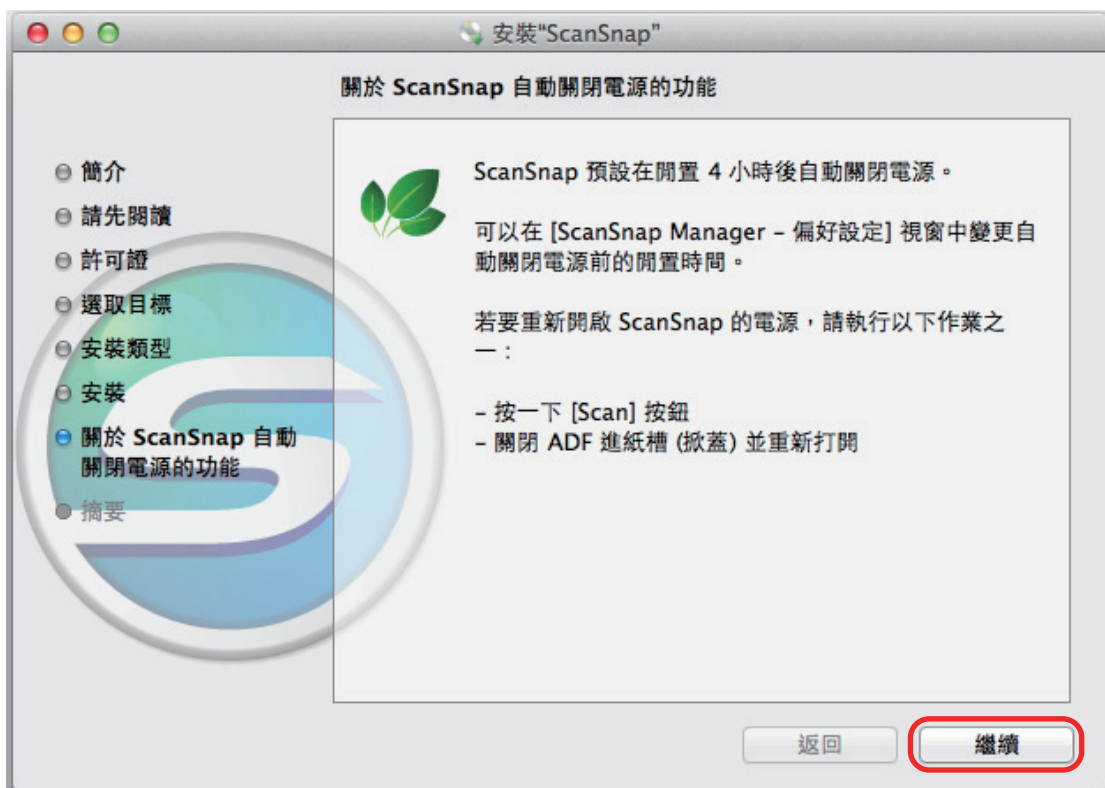 安裝“ScanSnap”
關於 ScanSnap 自動關閉電源的功能
簡介
請先閱讀
許可證
選取目標
安裝類型
安裝
關於 ScanSnap 自動
關閉電源的功能
摘要
ScanSnap 預設在閒置 4 小時後自動關閉電源。
可以在 [ScanSnap Manager – 偏好設定] 視窗中變更自
動關閉電源前的閒置時間。
若要重新開啟 ScanSnap 的電源，請執行以下作業之
一：
– 按一下 [Scan] 按鈕
– 關閉 ADF 進紙槽 (掀蓋) 並重新打開
返回
繼續